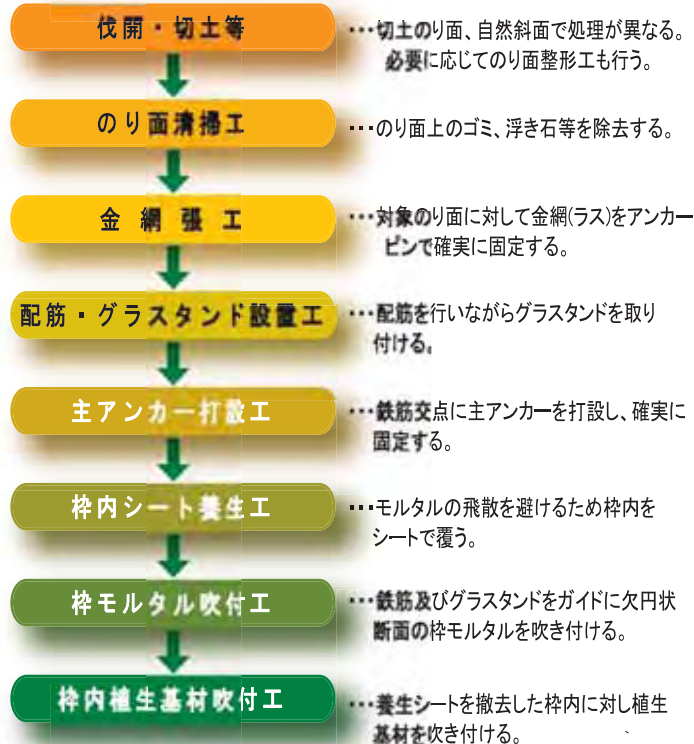 伐開・切土等
…切土のり面、自然斜面で処理が異なる。
必要に応じてのり面整形工も行う。
のり面清掃工
…のり面上のゴミ、浮き石等を除去する。
金網張工
…対象のり面に対して金網(ラス)をアンカー
ピンで確実に固定する。
配筋・グラスタンド設置工
…配筋を行いながらグラスタンドを取り
付ける。
主アンカー打設工
…鉄筋交点に主アンカーを打設し、確実に
固定する。
枠内シート養生工
…モルタルの飛散を避けるため枠内を
シートで覆う。
枠モルタル吹付工
…鉄筋及びグラスタンドをガイドに欠円状
断面の枠モルタルを吹き付ける。
枠内植生基材吹付工
…養生シートを撤去した枠内に対し植生
基材を吹き付ける。